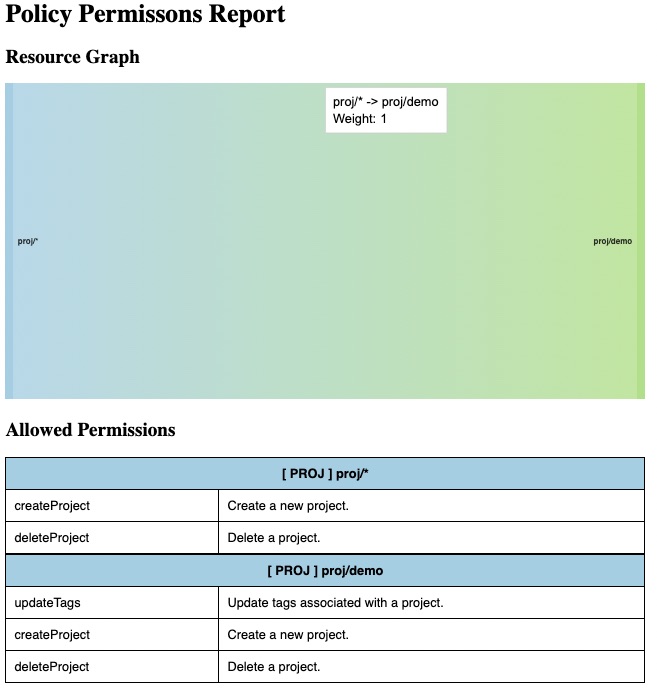 Policy Permissons Report
Resource Graph
proj/* -> proj/demo
Weight: 1
proj/*
proj/demo
Allowed Permissions
[ PROJ ] proj/*
createProject Create a new project.
deleteProject Delete a project.
[ PROJ ] proj/demo
updateTags Update tags associated with a project.
createProject Create a new project.
deleteProject Delete a project.